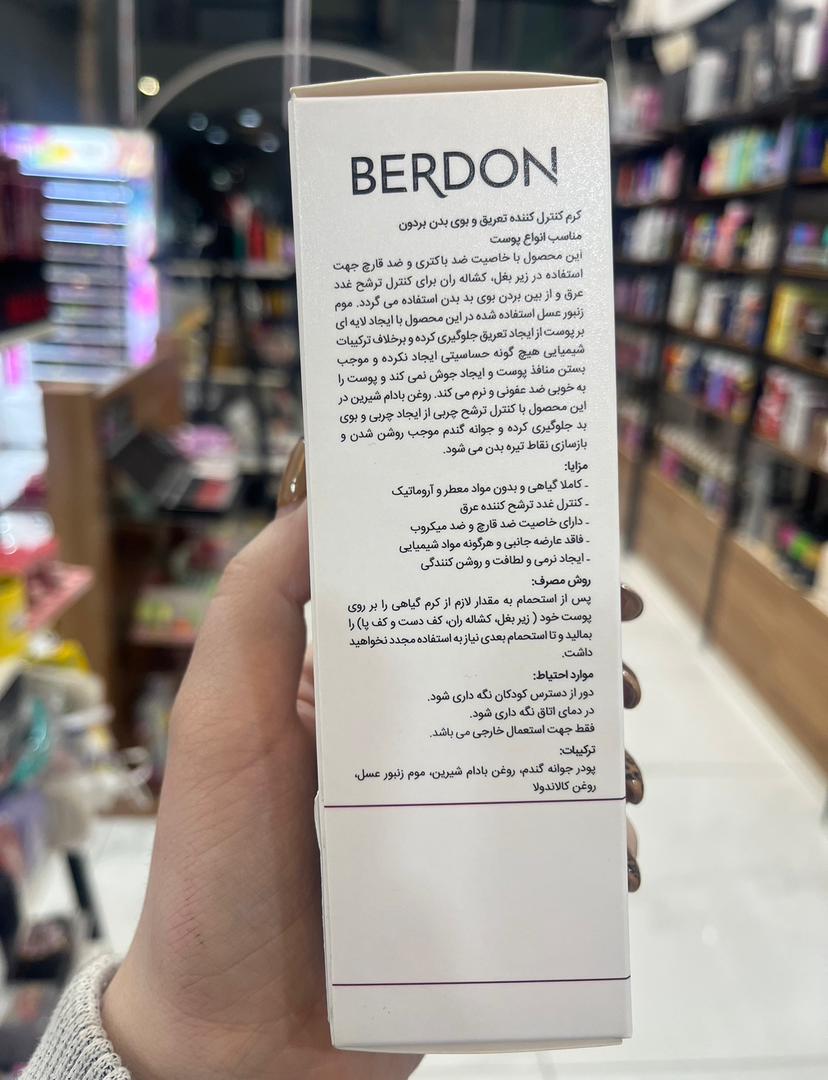 BERDON
کرم کنترل کننده تعریق و بوی بدن بردون
مناسب انواع پوست
این محصول با خاصیت ضد باکتری و ضد قارچ جهت
استفاده در زیر بغل، کشاله ران برای کنترل ترشح غدد
عرق و از بین بردن بوی بد بدن استفاده می گردد. موم
زنبور عسل استفاده شده در این محصول با ایجاد لایه ای
بر پوست از ایجاد تعریق جلوگیری کرده و برخلاف ترکیبات
شیمیایی هیچ گونه حساسیتی ایجاد نکرده و موجب
بستن منافذ پوست و ایجاد جوش نمی کند و پوست را
به خوبی ضد عفونی و نرم می کند. روغن بادام شیرین در
این محصول با کنترل ترشح چربی از ایجاد چربی و بوی
بد جلوگیری کرده و جوانه گندم موجب روشن شدن و
بازسازی نقاط تیره بدن می شود.
مزایا:
- کاملا گیاهی و بدون مواد معطر و آروماتیک
- کنترل غدد ترشح کننده عرق
- دارای خاصیت ضد قارچ و ضد میکروب
- فاقد عارضه جانبی و هرگونه مواد شیمیایی
- ایجاد نرمی و لطافت و روشن کنندگی
روش مصرف:
پس از استحمام به مقدار لازم از کرم گیاهی را بر روی
پوست خود ( زیر بغل، کشاله ران، کف دست و کف پا) را
بمالید و تا استحمام بعدی نیاز به استفاده مجدد نخواهید
داشت.
موارد احتیاط:
دور از دسترس کودکان نگه داری شود.
در دمای اتاق نگه داری شود.
فقط جهت استعمال خارجی می باشد.
ترکیبات:
پودر جوانه گندم، روغن بادام شیرین، موم زنبور عسل،
روغن کالاندولا